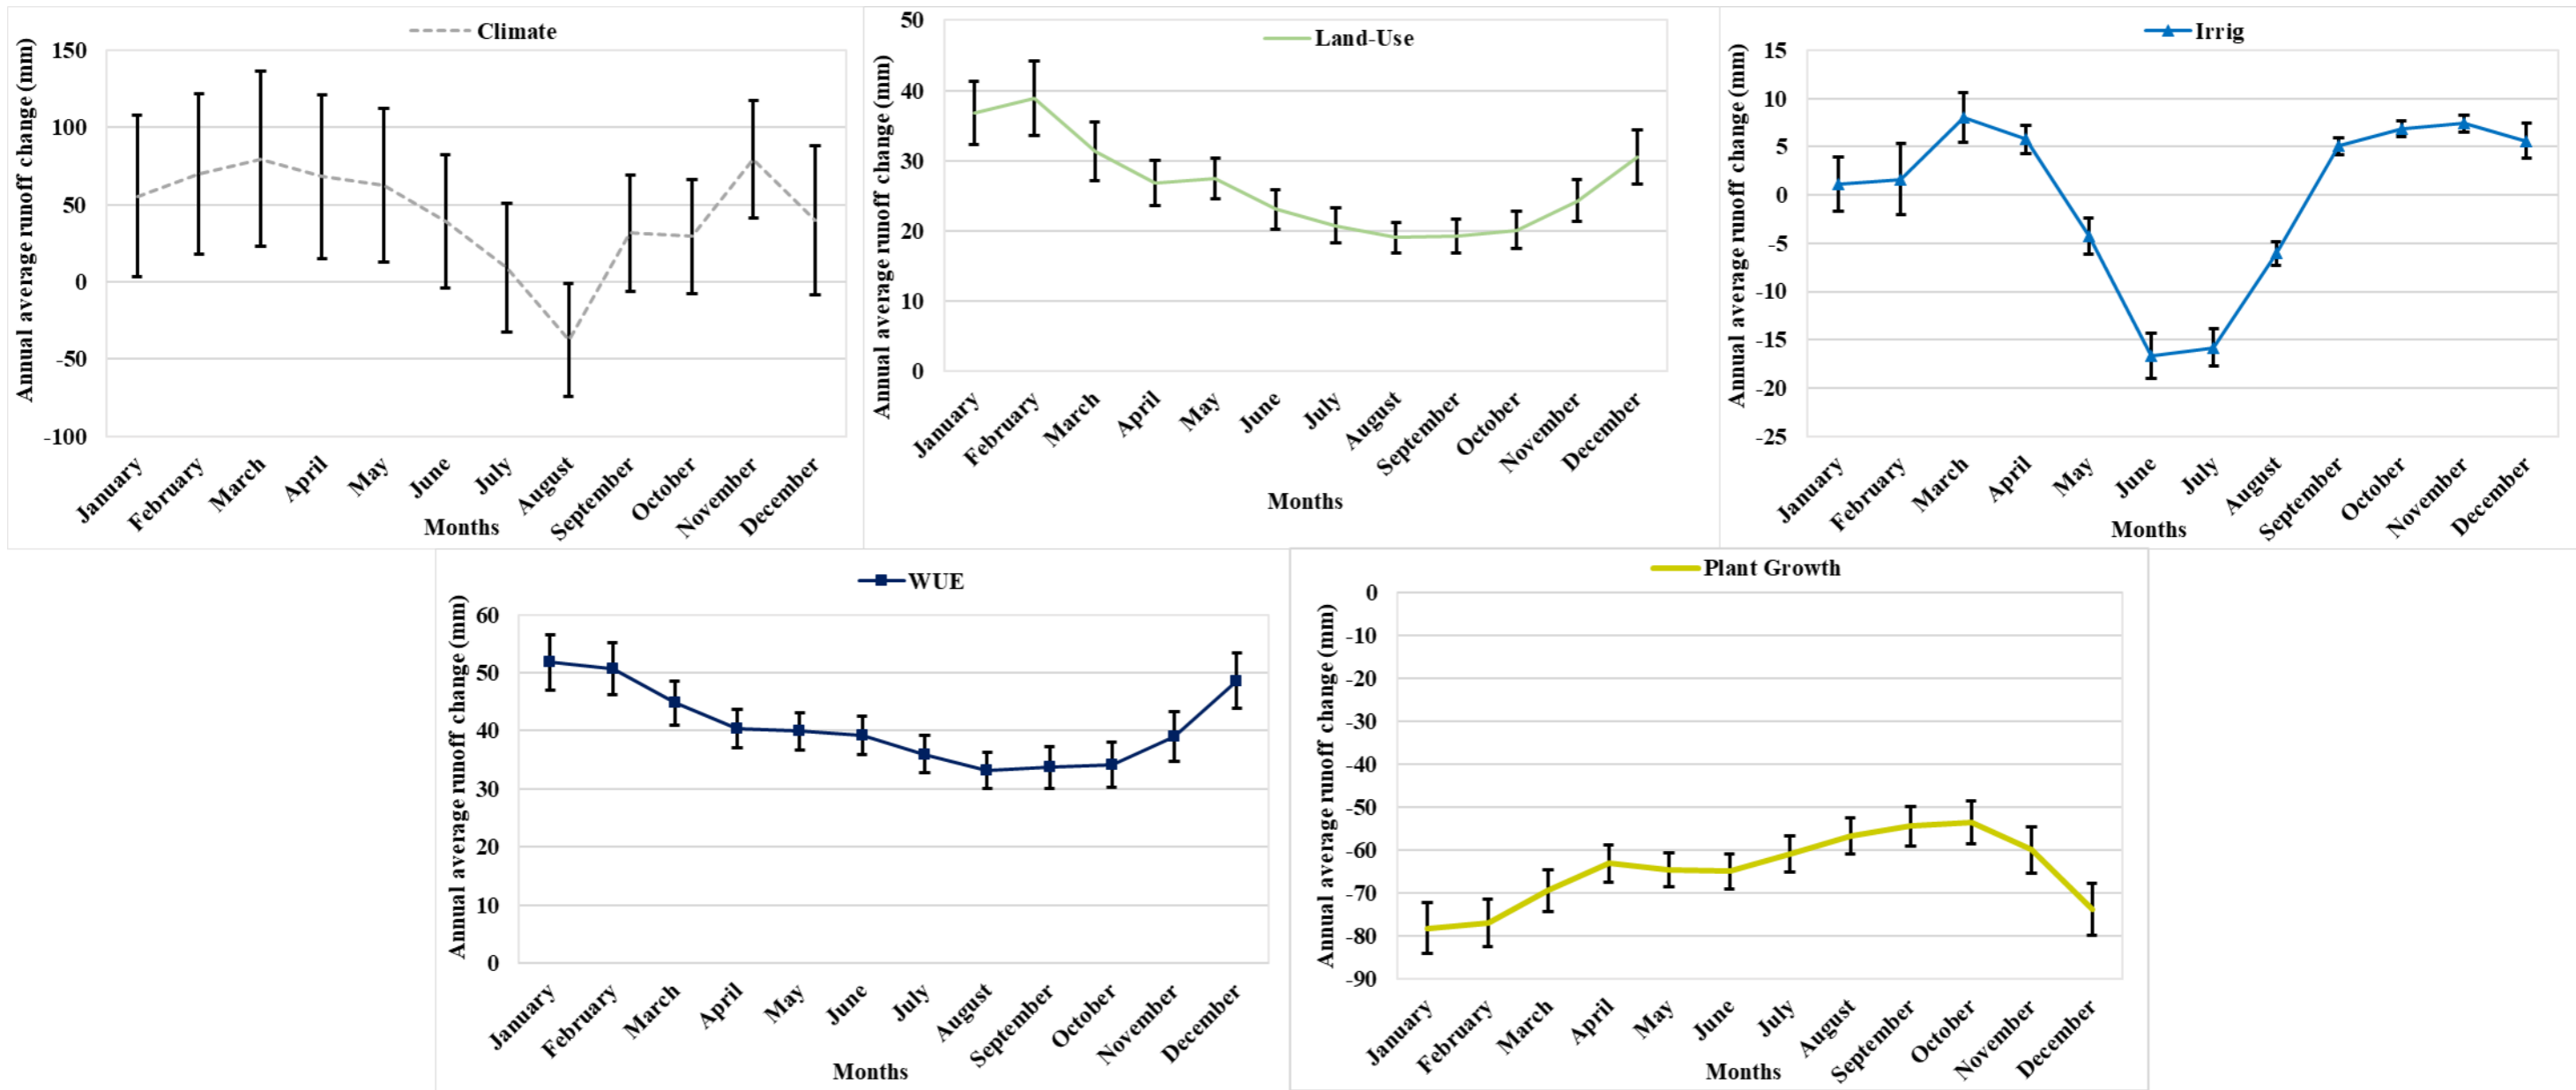 Climate
Annual average runoff change (mm)
150
100
50
0
-50
-100
January
February
March
April
May
June
July
August
September
October
November
December
Months
Land-Use
Annual average runoff change (mm)
50
40
30
20
10
0
January
February
March
April
May
June
July
August
September
October
November
December
Months
Irrig
Annual average runoff change (mm)
15
10
5
0
-5
-10
-15
-20
-25
January
February
March
April
May
June
July
August
September
October
November
December
Months
WUE
Annual average runoff change (mm)
60
50
40
30
20
10
0
January
February
March
April
May
June
July
August
September
October
November
December
Months
Plant Growth
Annual average runoff change (mm)
0
-10
-20
-30
-40
-50
-60
-70
-80
-90
January
February
March
April
May
June
July
August
September
October
November
December
Months